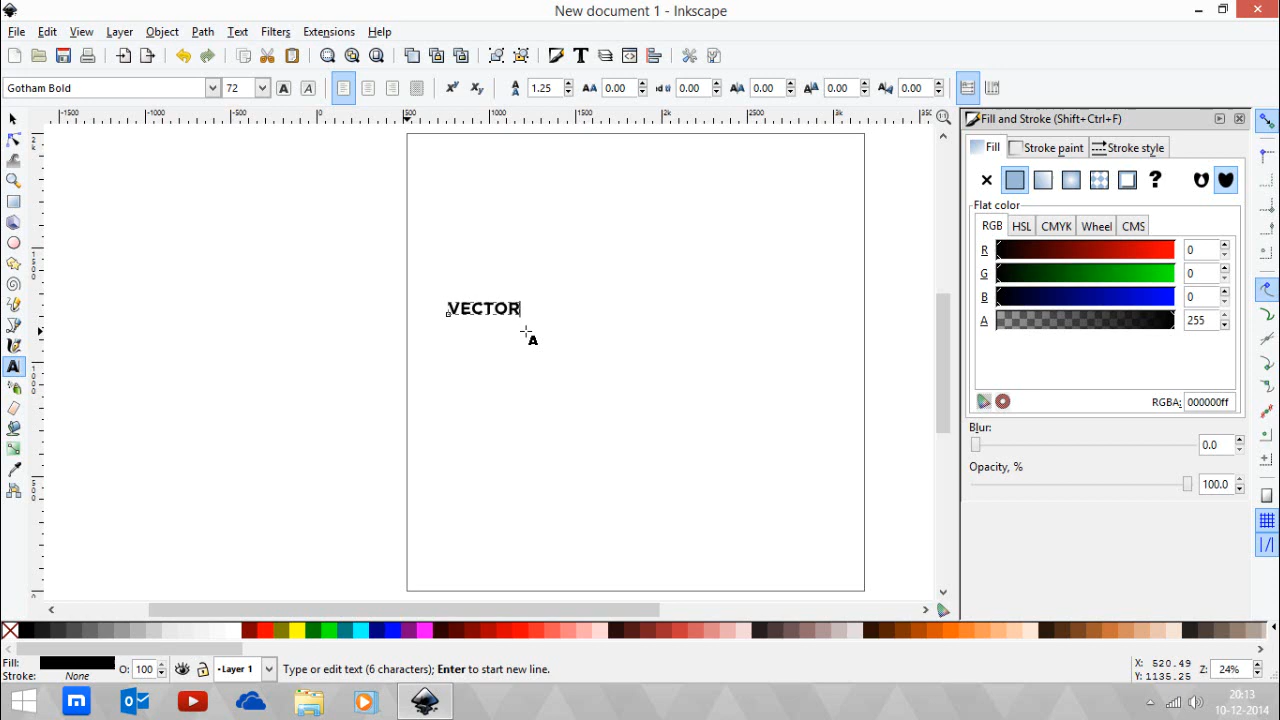 New document 1 - Inkscape
File Edit View Layer Object Path Text Filters Extensions Help
Gotham Bold 72 1.25 0.00 0.00 0.00 0.00 0.00
Fill and Stroke (Shift+Ctrl+F)
Fill Stroke paint Stroke style
Flat color
RGB HSL CMYK Wheel CMS
R 0
G 0
B 0
A 255
RGBA: 000000ff
Blur:
0.0
Opacity, %
100.0
VECTOR
A
Fill:
Stroke: None
O: 100
Layer 1
Type or edit text (6 characters); Enter to start new line.
X: 520.49
Y: 1135.25
Z: 24%
20:13
10-12-2014